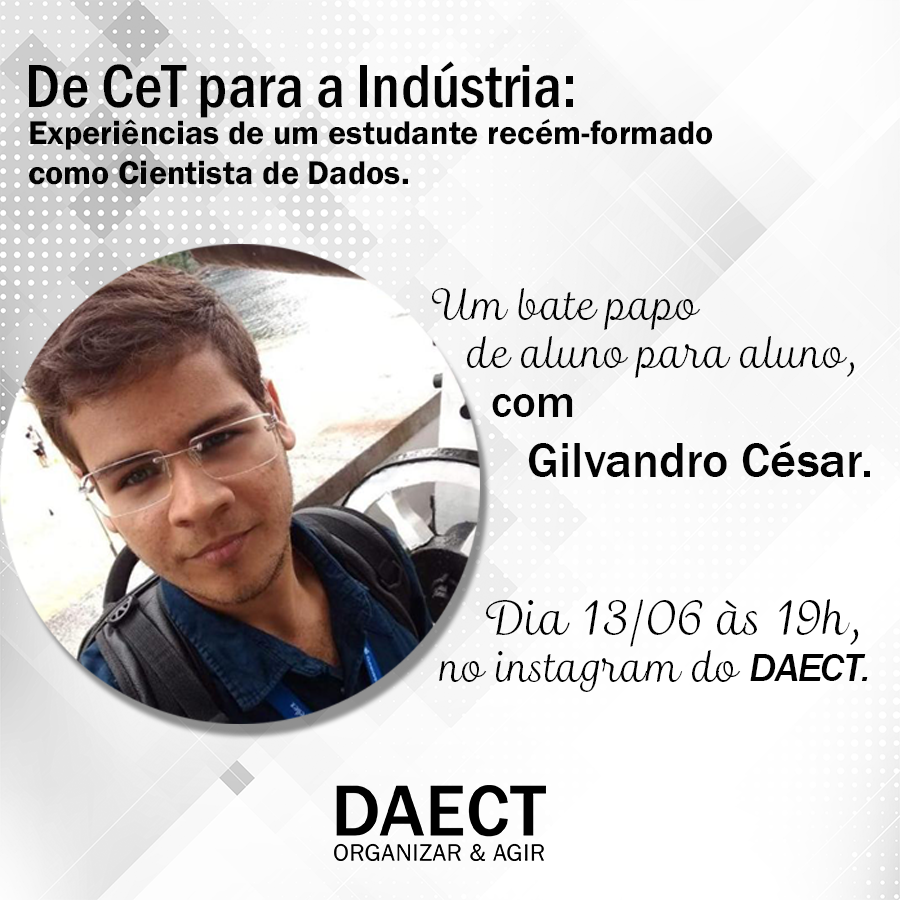 De CeT para a Indústria:
Experiências de um estudante recém-formado
como Cientista de Dados.
Um bate papo
de aluno para aluno,
com
Gilvandro César.
Dia 13/06 às 19h,
no instagram do DAECT.
DAECT
ORGANIZAR & AGIR